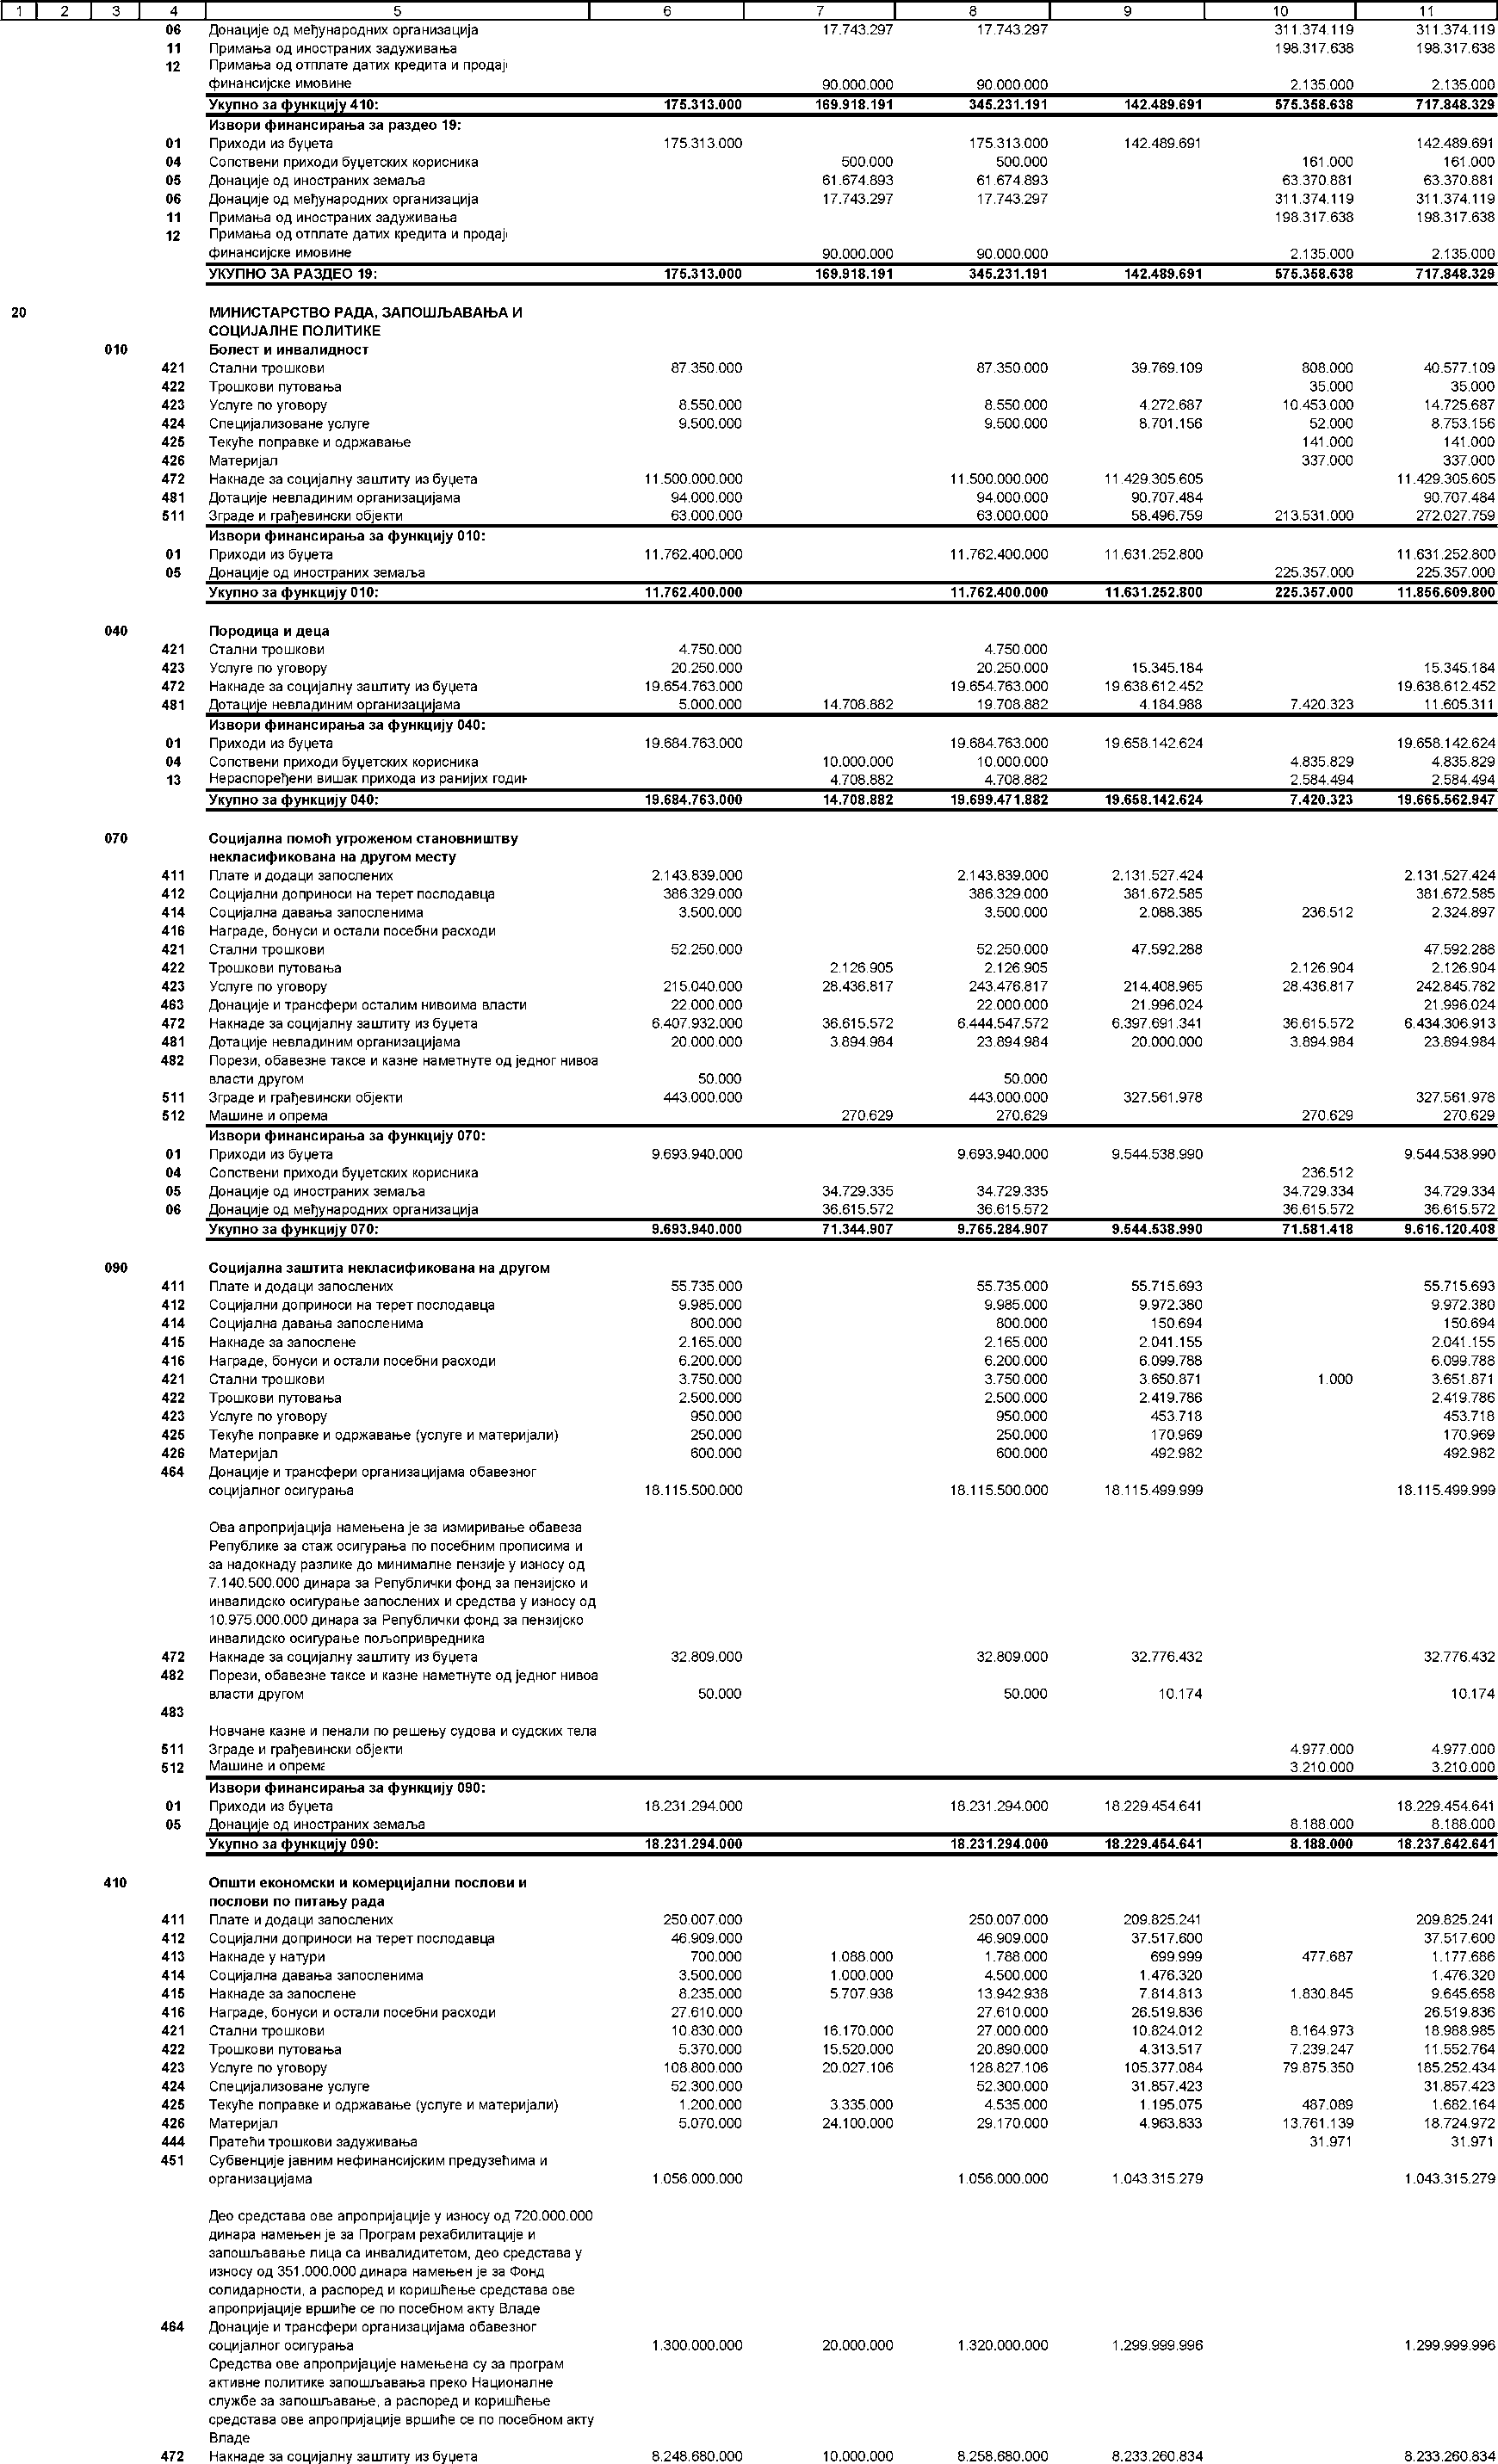 1 2 3 4 5 6 7 8 9 10 11
06 Донације од међународних организација 17.743.297 17.743.297 311.374.119 311.374.119
11 Примања од иностраних задуживања 198.317.638 198.317.638
12 Примања од отплате датих кредита и продај
финансијске имовине 90.000.000 90.000.000 2.135.000 2.135.000
Укупно за функцију 410: 175.313.000 169.918.191 345.231.191 142.489.691 575.358.638 717.848.329
Извори финансирања за раздео 19:
01 Приходи из буџета 175.313.000 175.313.000 142.489.691 142.489.691
04 Сопствени приходи буџетских корисника 500.000 500.000 161.000 161.000
05 Донације од иностраних земаља 61.674.893 61.674.893 63.370.881 63.370.881
06 Донације од међународних организација 17.743.297 17.743.297 311.374.119 311.374.119
11 Примања од иностраних задуживања 198.317.638 198.317.638
12 Примања од отплате датих кредита и продај
финансијске имовине 90.000.000 90.000.000 2.135.000 2.135.000
УКУПНО ЗА РАЗДЕО 19: 175.313.000 169.918.191 345.231.191 142.489.691 575.358.638 717.848.329
20 МИНИСТАРСТВО РАДА, ЗАПОШЉАВАЊА И
СОЦИЈАЛНЕ ПОЛИТИКЕ
010 Болест и инвалидност
421 Стални трошкови 87.350.000 87.350.000 39.769.109 808.000 40.577.109
422 Трошкови путовања 35.000 35.000
423 Услуге по уговору 8.550.000 8.550.000 4.272.687 10.453.000 14.725.687
424 Специјализоване услуге 9.500.000 9.500.000 8.701.156 52.000 8.753.156
425 Текуће поправке и одржавање 141.000 141.000
426 Материјал 337.000 337.000
472 Накнаде за социјалну заштиту из буџета 11.500.000.000 11.500.000.000 11.429.305.605 11.429.305.605
481 Дотације невладиним организацијама 94.000.000 94.000.000 90.707.484 90.707.484
511 Зграде и грађевински објекти 63.000.000 63.000.000 58.496.759 213.531.000 272.027.759
Извори финансирања за функцију 010:
01 Приходи из буџета 11.762.400.000 11.762.400.000 11.631.252.800 11.631.252.800
05 Донације од иностраних земаља 225.357.000 225.357.000
Укупно за функцију 010: 11.762.400.000 11.762.400.000 11.631.252.800 225.357.000 11.856.609.800
040 Породица и деца
421 Стални трошкови 4.750.000 4.750.000
423 Услуге по уговору 20.250.000 20.250.000 15.345.184 15.345.184
472 Накнаде за социјалну заштиту из буџета 19.654.763.000 19.654.763.000 19.638.612.452 19.638.612.452
481 Дотације невладиним организацијама 5.000.000 14.708.882 19.708.882 4.184.988 7.420.323 11.605.311
Извори финансирања за функцију 040:
01 Приходи из буџета 19.684.763.000 19.684.763.000 19.658.142.624 19.658.142.624
04 Сопствени приходи буџетских корисника 10.000.000 10.000.000 4.835.829 4.835.829
13 Нераспоређени вишак прихода из ранијих годин 4.708.882 4.708.882 2.584.494 2.584.494
Укупно за функцију 040: 19.684.763.000 14.708.882 19.699.471.882 19.658.142.624 7.420.323 19.665.562.947
070 Социјална помоћ угроженом становништву
некласификована на другом месту
411 Плате и додаци запослених 2.143.839.000 2.143.839.000 2.131.527.424 2.131.527.424
412 Социјални доприноси на терет послодавца 386.329.000 386.329.000 381.672.585 381.672.585
414 Социјална давања запосленима 3.500.000 3.500.000 2.088.385 236.512 2.324.897
416 Награде, бонуси и остали посебни расходи
421 Стални трошкови 52.250.000 52.250.000 47.592.288 47.592.288
422 Трошкови путовања 2.126.905 2.126.905 2.126.904 2.126.904
423 Услуге по уговору 215.040.000 28.436.817 243.476.817 214.408.965 28.436.817 242.845.782
463 Донације и трансфери осталим нивоима власти 22.000.000 22.000.000 21.996.024 21.996.024
472 Накнаде за социјалну заштиту из буџета 6.407.932.000 36.615.572 6.444.547.572 6.397.691.341 36.615.572 6.434.306.913
481 Дотације невладиним организацијама 20.000.000 3.894.984 23.894.984 20.000.000 3.894.984 23.894.984
482 Порези, обавезне таксе и казне наметнуте од једног нивоа
власти другом 50.000 50.000
511 Зграде и грађевински објекти 443.000.000 443.000.000 327.561.978 327.561.978
512 Машине и опрема 270.629 270.629 270.629 270.629
Извори финансирања за функцију 070:
01 Приходи из буџета 9.693.940.000 9.693.940.000 9.544.538.990 9.544.538.990
04 Сопствени приходи буџетских корисника 236.512
05 Донације од иностраних земаља 34.729.335 34.729.335 34.729.334 34.729.334
06 Донације од међународних организација 36.615.572 36.615.572 36.615.572 36.615.572
Укупно за функцију 070: 9.693.940.000 71.344.907 9.765.284.907 9.544.538.990 71.581.418 9.616.120.408
090 Социјална заштита некласификована на другом
411 Плате и додаци запослених 55.735.000 55.735.000 55.715.693 55.715.693
412 Социјални доприноси на терет послодавца 9.985.000 9.985.000 9.972.380 9.972.380
414 Социјална давања запосленима 800.000 800.000 150.694 150.694
415 Накнаде за запослене 2.165.000 2.165.000 2.041.155 2.041.155
416 Награде, бонуси и остали посебни расходи 6.200.000 6.200.000 6.099.788 6.099.788
421 Стални трошкови 3.750.000 3.750.000 3.650.871 1.000 3.651.871
422 Трошкови путовања 2.500.000 2.500.000 2.419.786 2.419.786
423 Услуге по уговору 950.000 950.000 453.718 453.718
425 Текуће поправке и одржавање (услуге и материјали) 250.000 250.000 170.969 170.969
426 Материјал 600.000 600.000 492.982 492.982
464 Донације и трансфери организацијама обавезног
социјалног осигурања 18.115.500.000 18.115.500.000 18.115.499.999 18.115.499.999
Ова апропријација намењена је за измиривање обавеза
Републике за стаж осигурања по посебним прописима и
за надокнаду разлике до минималне пензије у износу од
7.140.500.000 динара за Републички фонд за пензијско и
инвалидско осигурање запослених и средства у износу од
10.975.000.000 динара за Републички фонд за пензијско
инвалидско осигурање пољопривредника
472 Накнаде за социјалну заштиту из буџета 32.809.000 32.809.000 32.776.432 32.776.432
482 Порези, обавезне таксе и казне наметнуте од једног нивоа
власти другом 50.000 50.000 10.174 10.174
483
Новчане казне и пенали по решењу судова и судских тела
511 Зграде и грађевински објекти 4.977.000 4.977.000
512 Машине и опрема 3.210.000 3.210.000
Извори финансирања за функцију 090:
01 Приходи из буџета 18.231.294.000 18.231.294.000 18.229.454.641 18.229.454.641
05 Донације од иностраних земаља 8.188.000 8.188.000
Укупно за функцију 090: 18.231.294.000 18.231.294.000 18.229.454.641 8.188.000 18.237.642.641
410 Општи економски и комерцијални послови и
послови по питању рада
411 Плате и додаци запослених 250.007.000 250.007.000 209.825.241 209.825.241
412 Социјални доприноси на терет послодавца 46.909.000 46.909.000 37.517.600 37.517.600
413 Накнаде у натури 700.000 1.088.000 1.788.000 699.999 477.687 1.177.686
414 Социјална давања запосленима 3.500.000 1.000.000 4.500.000 1.476.320 1.476.320
415 Накнаде за запослене 8.235.000 5.707.938 13.942.938 7.814.813 1.830.845 9.645.658
416 Награде, бонуси и остали посебни расходи 27.610.000 27.610.000 26.519.836 26.519.836
421 Стални трошкови 10.830.000 16.170.000 27.000.000 10.824.012 8.164.973 18.988.985
422 Трошкови путовања 5.370.000 15.520.000 20.890.000 4.313.517 7.239.247 11.552.764
423 Услуге по уговору 108.800.000 20.027.106 128.827.106 105.377.084 79.875.350 185.252.434
424 Специјализоване услуге 52.300.000 52.300.000 31.857.423 31.857.423
425 Текуће поправке и одржавање (услуге и материјали) 1.200.000 3.335.000 4.535.000 1.195.075 487.089 1.682.164
426 Материјал 5.070.000 24.100.000 29.170.000 4.963.833 13.761.139 18.724.972
444 Пратећи трошкови задуживања 31.971 31.971
451 Субвенције јавним нефинансијским предузећима и
организацијама 1.056.000.000 1.056.000.000 1.043.315.279 1.043.315.279
Део средстава ове апропријације у износу од 720.000.000
динара намењен је за Програм рехабилитације и
запошљавање лица са инвалидитетом, део средстава у
износу од 351.000.000 динара намењен је за Фонд
солидарности, а распоред и коришћење средстава ове
апропријације вршиће се по посебном акту Владе
464 Донације и трансфери организацијама обавезног
социјалног осигурања 1.300.000.000 20.000.000 1.320.000.000 1.299.999.996 1.299.999.996
Средства ове апропријације намењена су за програм
активне политике запошљавања преко Националне
службе за запошљавање, а распоред и коришћење
средстава ове апропријације вршиће се по посебном акту
Владе
472 Накнаде за социјалну заштиту из буџета 8.248.680.000 10.000.000 8.258.680.000 8.233.260.834 8.233.260.834